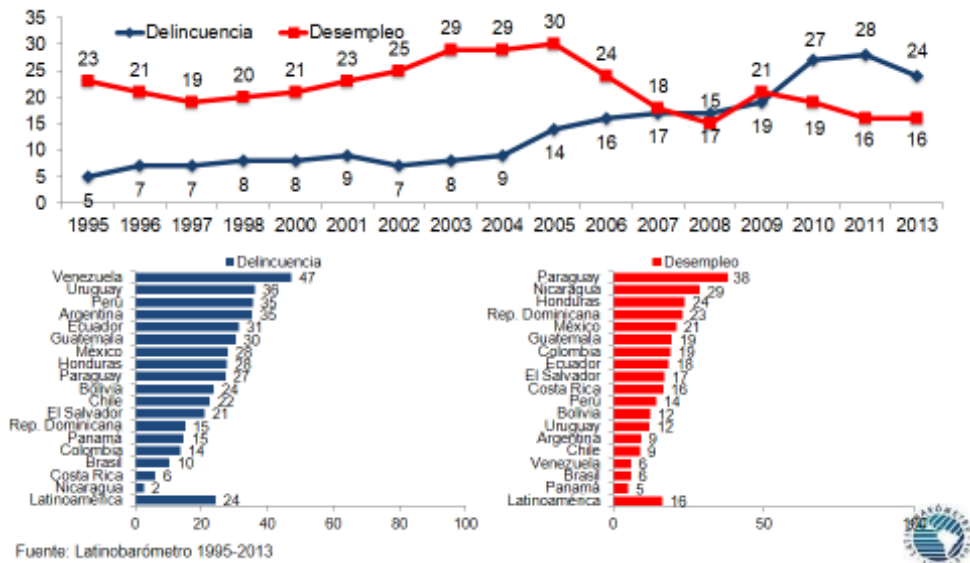 Delincuencia Desempleo
35
30
25
20
15
10
5
0
23 21 19 20 21 23 25 29 29 30 24 18 15 21 27 28 24
5 7 7 8 8 9 7 8 9 14 16 17 17 19 19 16 16
1995 1996 1997 1998 2000 2001 2002 2003 2004 2005 2006 2007 2008 2009 2010 2011 2013
Delincuencia
Venezuela 47
Uruguay 36
Perú 35
Argentina 35
Ecuador 31
Guatemala 30
México 28
Honduras 28
Paraguay 27
Bolivia 24
Chile 22
El Salvador 21
Rep. Dominicana 15
Panamá 15
Colombia 14
Brasil 10
Costa Rica 6
Nicaragua 2
Latinoamérica 24
0 20 40 60 80 100
Desempleo
Paraguay 38
Nicaragua 29
Honduras 24
Rep. Dominicana 23
México 21
Guatemala 19
Colombia 19
Ecuador 18
El Salvador 17
Costa Rica 16
Perú 14
Bolivia 12
Uruguay 12
Argentina 9
Chile 9
Venezuela 6
Brasil 6
Panamá 5
Latinoamérica 16
0 50 100
Fuente: Latinobarómetro 1995-2013